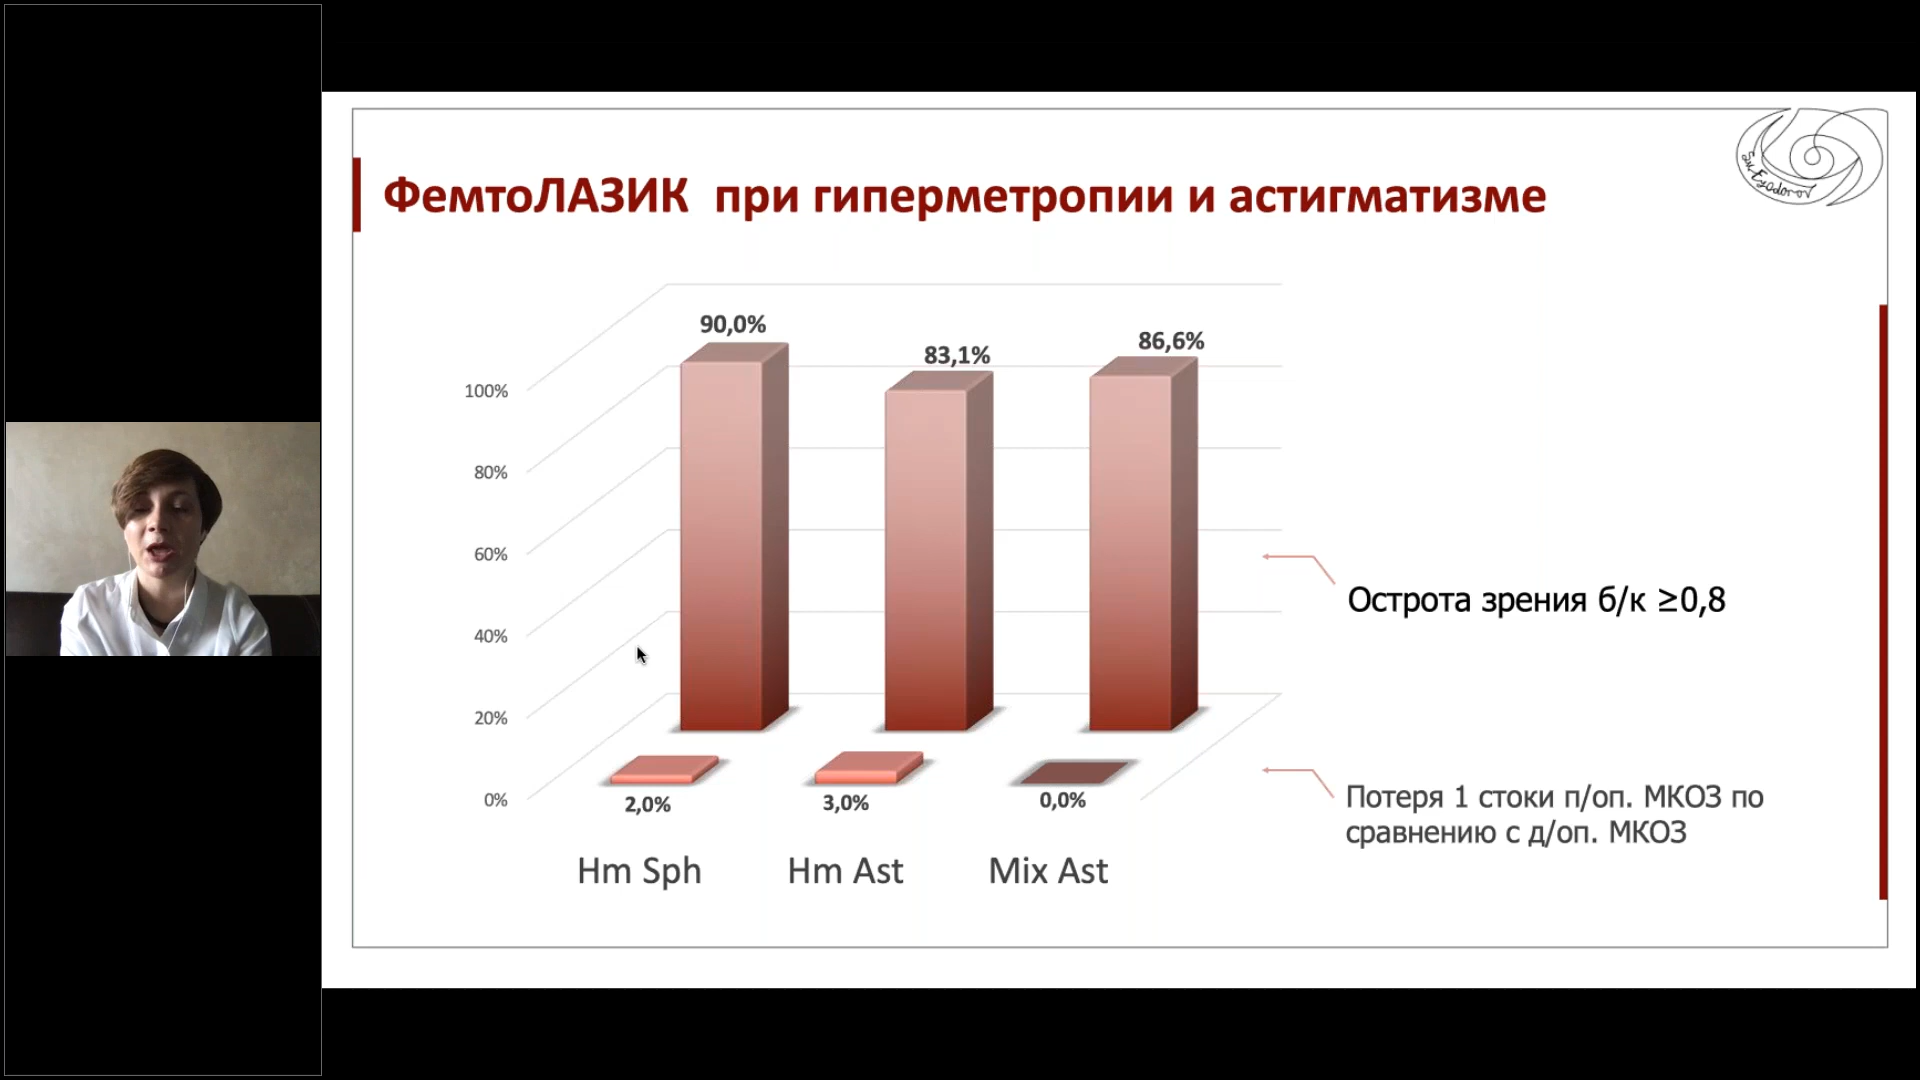 ФемтоЛАЗИК при гиперметропии и астигматизме
Sv. Fyodorov
90,0%
83,1%
86,6%
100%
80%
60%
40%
20%
0%
2,0%
3,0%
0,0%
Hm Sph
Hm Ast
Mix Ast
Острота зрения б/к ≥0,8
Потеря 1 стоки п/оп. МКОЗ по
сравнению с д/оп. МКОЗ